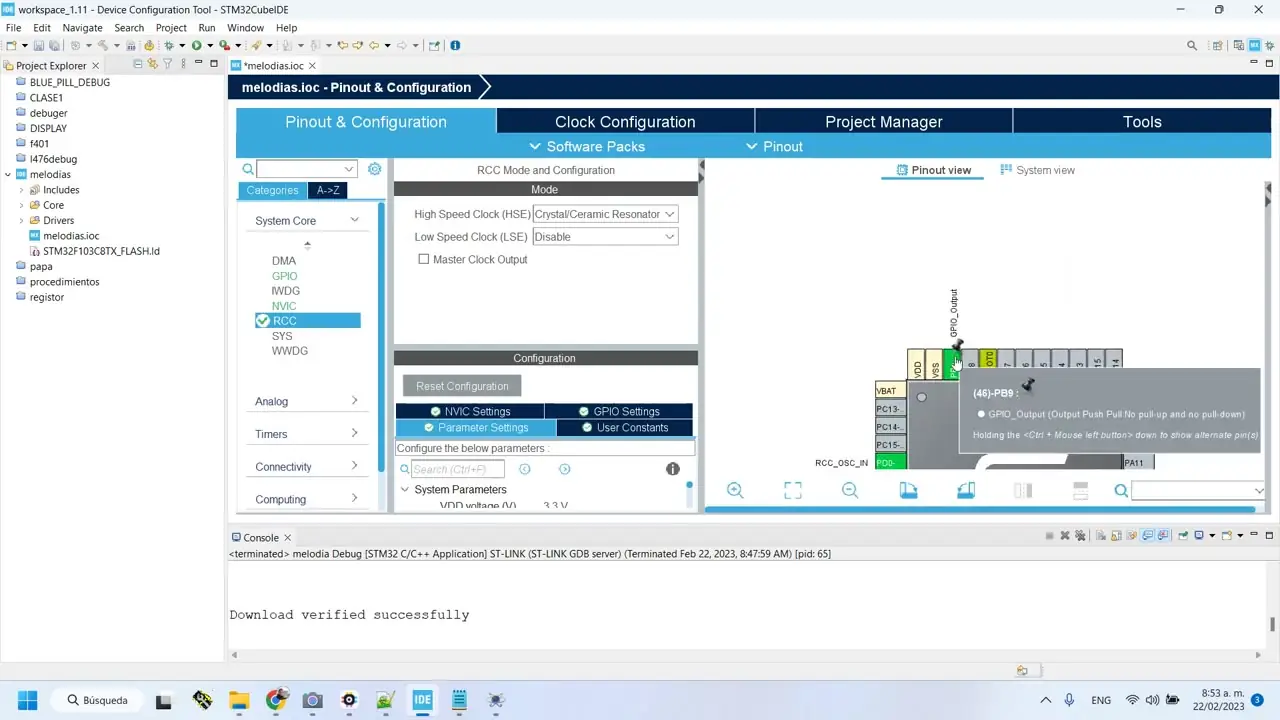 workspace_1.11 - Device Configuration Tool - STM32CubeIDE
File Edit Navigate Search Project Run Window Help
Project Explorer
BLUE_PILL_DEBUG
CLASE1
debuger
DISPLAY
f401
l476debug
melodias
Includes
Core
Drivers
melodias.ioc
STM32F103C8TX_FLASH.ld
papa
procedimientos
registor
*melodias.ioc
melodias.ioc - Pinout & Configuration
Pinout & Configuration
Clock Configuration
Project Manager
Tools
Software Packs
Pinout
Categories
A->Z
System Core
DMA
GPIO
IWDG
NVIC
RCC
SYS
WWDG
Analog
Timers
Connectivity
Computing
RCC Mode and Configuration
Mode
High Speed Clock (HSE) Crystal/Ceramic Resonator
Low Speed Clock (LSE) Disable
Master Clock Output
Configuration
Reset Configuration
NVIC Settings
GPIO Settings
Parameter Settings
User Constants
Configure the below parameters :
Search (Ctrl+F)
System Parameters
VDD voltage (V) 3.3 V
Pinout view
System view
GPIO_Output
VDD
VSS
VBAT
PC13-..
PC14-..
PC15-..
RCC_OSC_IN PD0-..
PA11
(46)-PB9 :
GPIO_Output (Output Push Pull:No pull-up and no pull-down)
Holding the <Ctrl + Mouse left button> down to show alternate pin(s)
Console
<terminated> melodia Debug [STM32 C/C++ Application] ST-LINK (ST-LINK GDB server) (Terminated Feb 22, 2023, 8:47:59 AM) [pid: 65]
Download verified successfully
Búsqueda
IDE
ENG
8:53 a. m.
22/02/2023
3